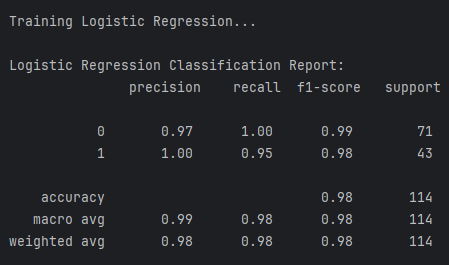 Training Logistic Regression...
Logistic Regression Classification Report:
precision recall f1-score support
0 0.97 1.00 0.99 71
1 1.00 0.95 0.98 43
accuracy 0.98 114
macro avg 0.99 0.98 0.98 114
weighted avg 0.98 0.98 0.98 114